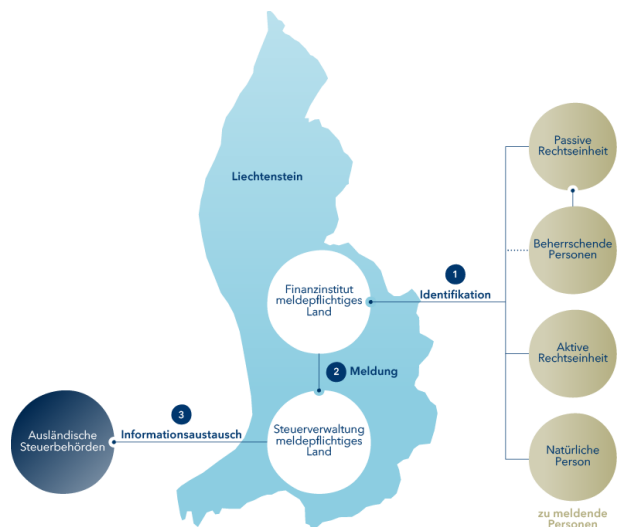 Liechtenstein
Passive
Rechtseinheit
Beherrschende
Personen
1
Identifikation
Finanzinstitut
meldepflichtiges
Land
Aktive
Rechtseinheit
2 Meldung
3
Informationsaustausch
Ausländische
Steuerbehörden
Steuerverwaltung
meldepflichtiges
Land
Natürliche
Person
zu meldende
Personen